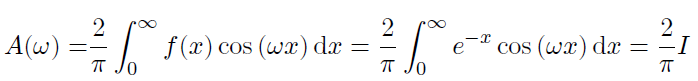 A(ω) = 2/π ∫₀^∞ f(x) cos (ωx) dx = 2/π ∫₀^∞ e^{−x} cos (ωx) dx = 2/π I